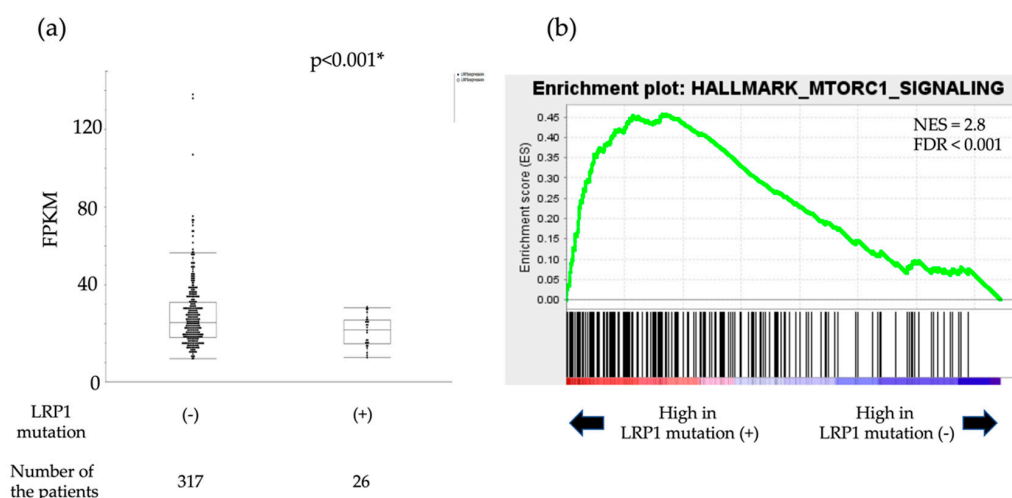 (a)
p<0.001*
120
80
40
0
FPKM
LRP1
mutation
(-)
(+)
Number of
the patients
317
26
(b)
Enrichment plot: HALLMARK_MTORC1_SIGNALING
NES = 2.8
FDR < 0.001
0.45
0.40
0.35
0.30
0.25
0.20
0.15
0.10
0.05
0.00
Enrichment score (ES)
High in
LRP1 mutation (+)
High in
LRP1 mutation (-)